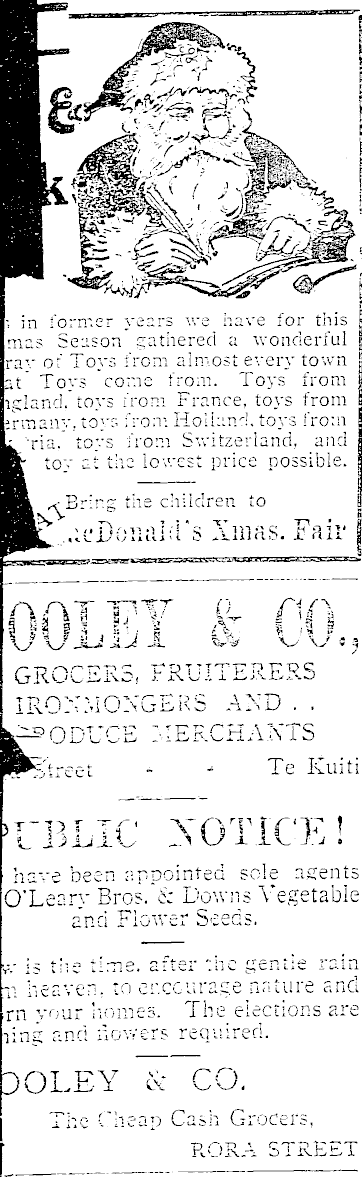 &
k
in former years we have for this
mas Season gathered a wonderful
ray of Toys from almost every town
at Toys come from. Toys from
ngland, toys from France, toys from
ermany, toys from Holland, toys from
ria, toys from Switzerland, and
toy at the lowest price possible.
Bring the children to
acDonald's Xmas. Fair
OOLEY & CO.,
GROCERS, FRUITERERS
IRONMONGERS AND . .
ODUCE MERCHANTS
Street - - Te Kuiti
PUBLIC NOTICE!
have been appointed sole agents
O'Leary Bros. & Downs Vegetable
and Flower Seeds.
w is the time, after the gentle rain
m heaven, to encourage nature and
rn your homes. The elections are
ning and flowers required.
OOLEY & CO.
The Cheap Cash Grocers,
RORA STREET